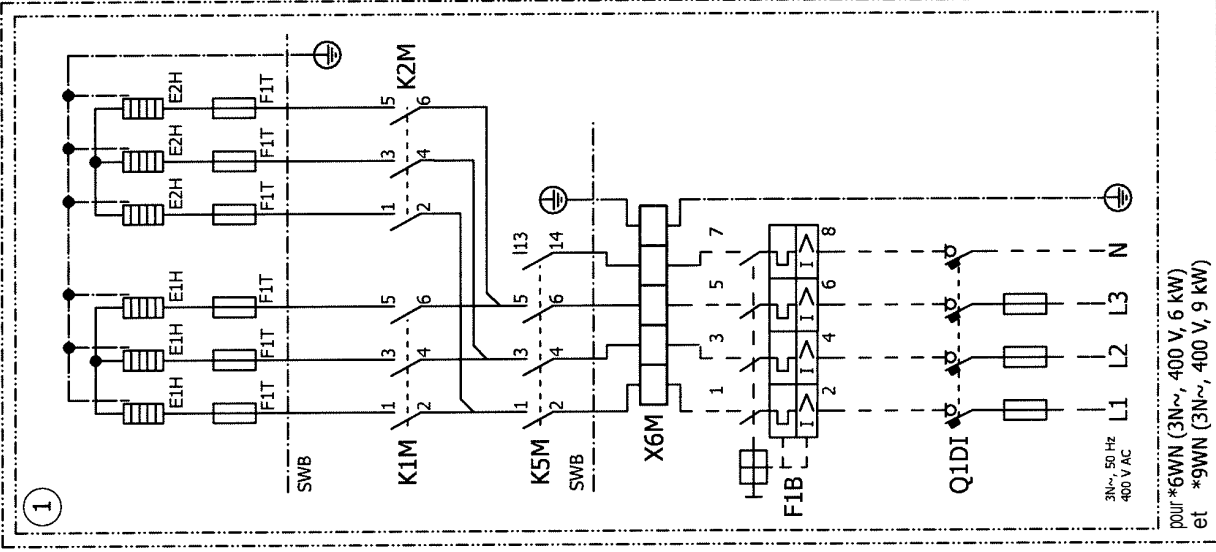 1
E1H
E1H
E1H
E2H
E2H
E2H
F1T
F1T
F1T
F1T
F1T
F1T
SWB
K1M
1
3
5
2
4
6
K2M
1
3
5
2
4
6
K5M
1
3
5
13
2
4
6
14
SWB
X6M
1
3
5
7
F1B
I >
I >
I >
I >
2
4
6
8
Q1DI
3N~, 50 Hz
400 V AC
L1
L2
L3
N
pour *6WN (3N~, 400 V, 6 kW)
et *9WN (3N~, 400 V, 9 kW)